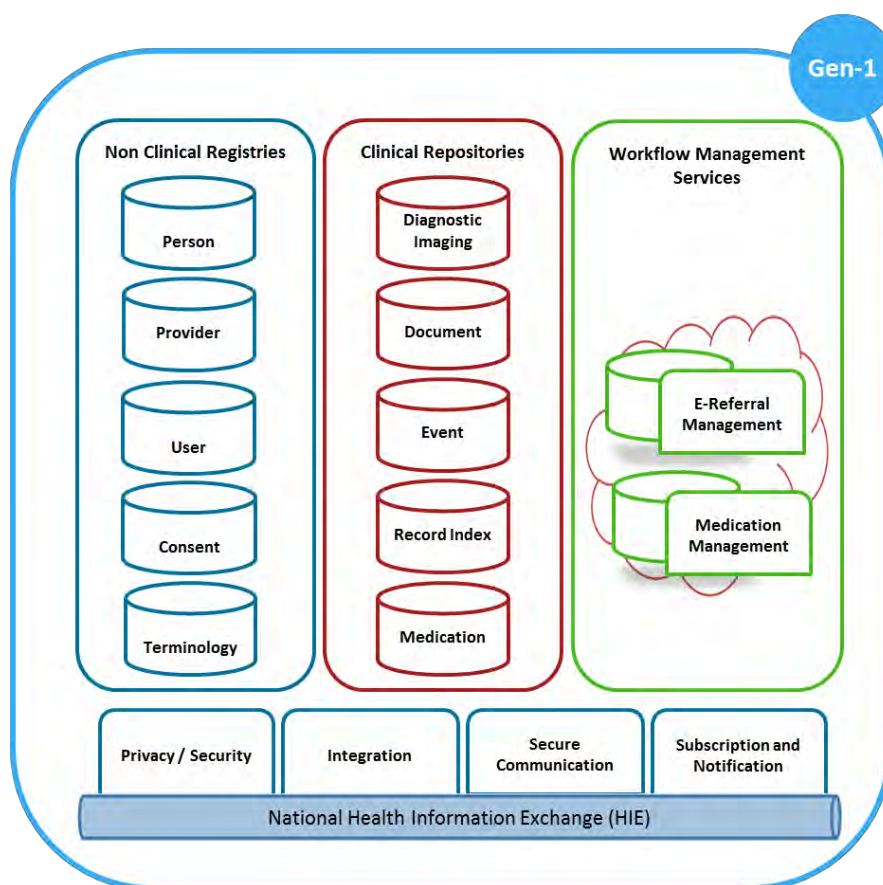 Gen-1
Non Clinical Registries
Person
Provider
User
Consent
Terminology
Clinical Repositories
Diagnostic
Imaging
Document
Event
Record Index
Medication
Workflow Management
Services
E-Referral
Management
Medication
Management
Privacy / Security
Integration
Secure
Communication
Subscription and
Notification
National Health Information Exchange (HIE)